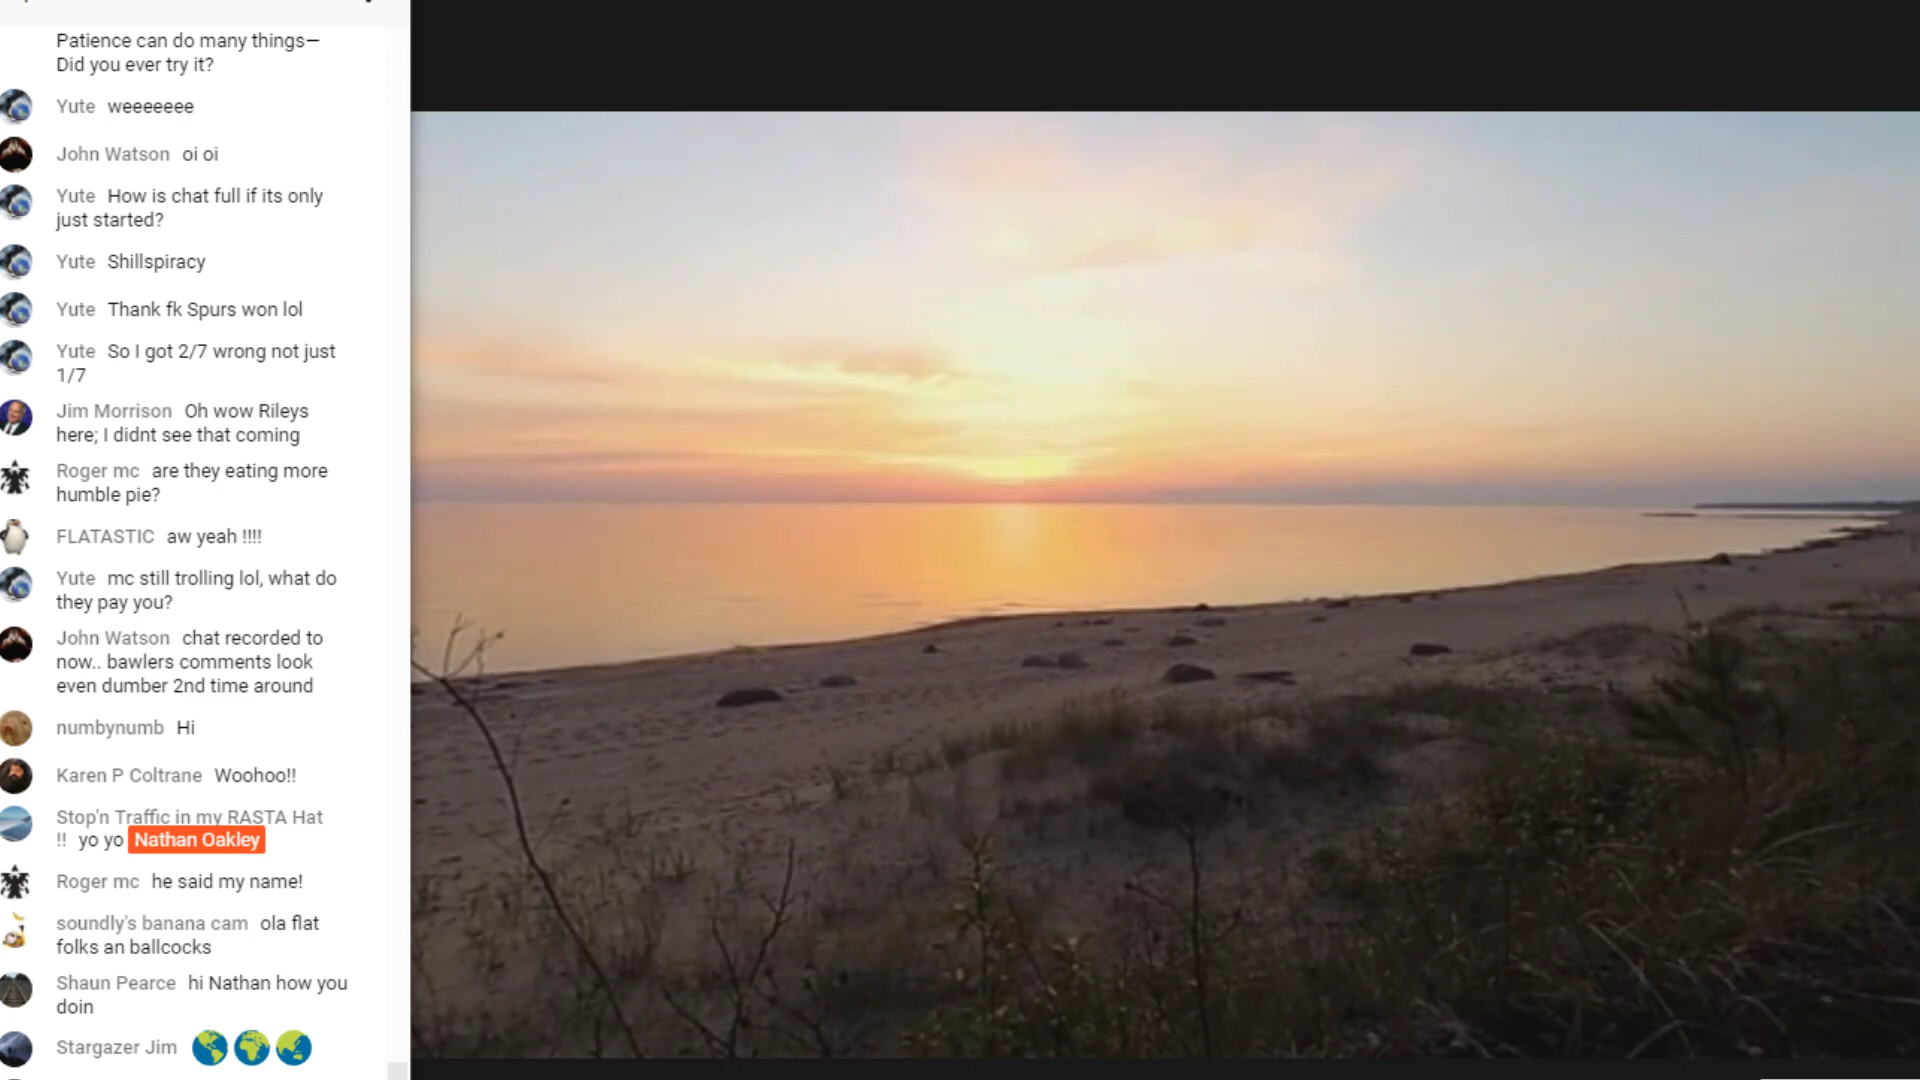 Patience can do many things—
Did you ever try it?
Yute weeeeeee
John Watson oi oi
Yute How is chat full if its only
just started?
Yute Shillspiracy
Yute Thank fk Spurs won lol
Yute So I got 2/7 wrong not just
1/7
Jim Morrison Oh wow Rileys
here; I didnt see that coming
Roger mc are they eating more
humble pie?
FLATASTIC aw yeah !!!!
Yute mc still trolling lol, what do
they pay you?
John Watson chat recorded to
now.. bawlers comments look
even dumber 2nd time around
numbynumb Hi
Karen P Coltrane Woohoo!!
Stop'n Traffic in my RASTA Hat
!! yo yo Nathan Oakley
Roger mc he said my name!
soundly's banana cam ola flat
folks an ballcocks
Shaun Pearce hi Nathan how you
doin
Stargazer Jim